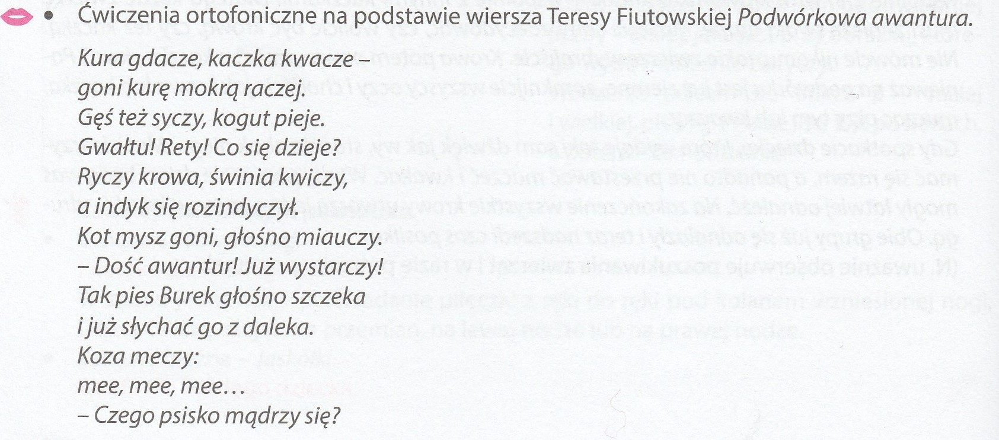 • Ćwiczenia ortofoniczne na podstawie wiersza Teresy Fiutowskiej Podwórkowa awantura.
Kura gdacze, kaczka kwacze –
goni kurę mokrą raczej.
Gęś też syczy, kogut pieje.
Gwałtu! Rety! Co się dzieje?
Ryczy krowa, świnia kwiczy,
a indyk się rozindyczył.
Kot mysz goni, głośno miauczy.
– Dość awantur! Już wystarczy!
Tak pies Burek głośno szczeka
i już słychać go z daleka.
Koza meczy:
mee, mee, mee…
– Czego psisko mądrzy się?